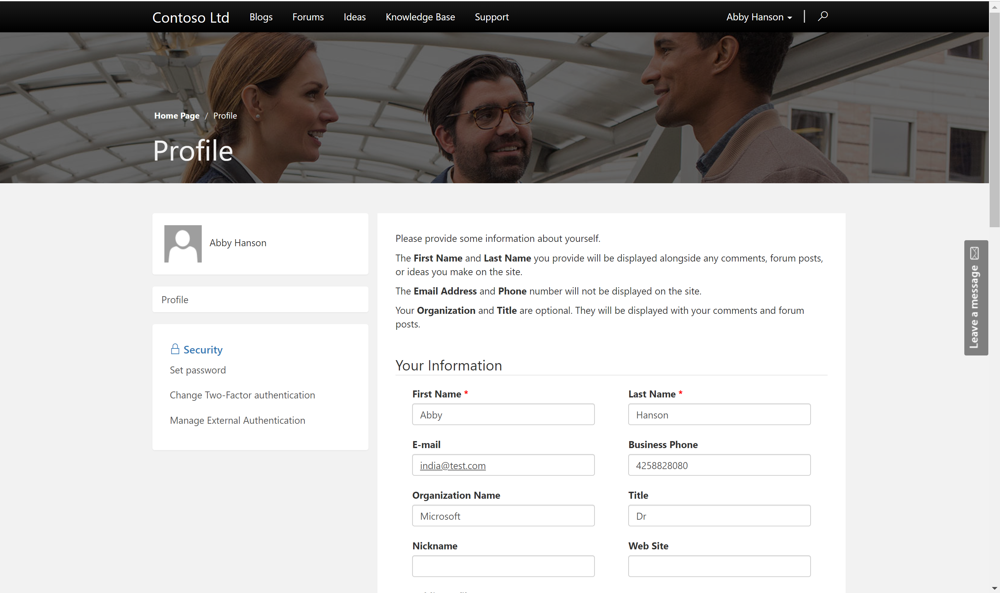 Contoso Ltd Blogs Forums Ideas Knowledge Base Support Abby Hanson
Home Page / Profile
Profile
Abby Hanson
Profile
Security
Set password
Change Two-Factor authentication
Manage External Authentication
Please provide some information about yourself.
The First Name and Last Name you provide will be displayed alongside any comments, forum posts,
or ideas you make on the site.
The Email Address and Phone number will not be displayed on the site.
Your Organization and Title are optional. They will be displayed with your comments and forum
posts.
Your Information
First Name * Last Name *
Abby Hanson
E-mail Business Phone
india@test.com 4258828080
Organization Name Title
Microsoft Dr
Nickname Web Site
Leave a message